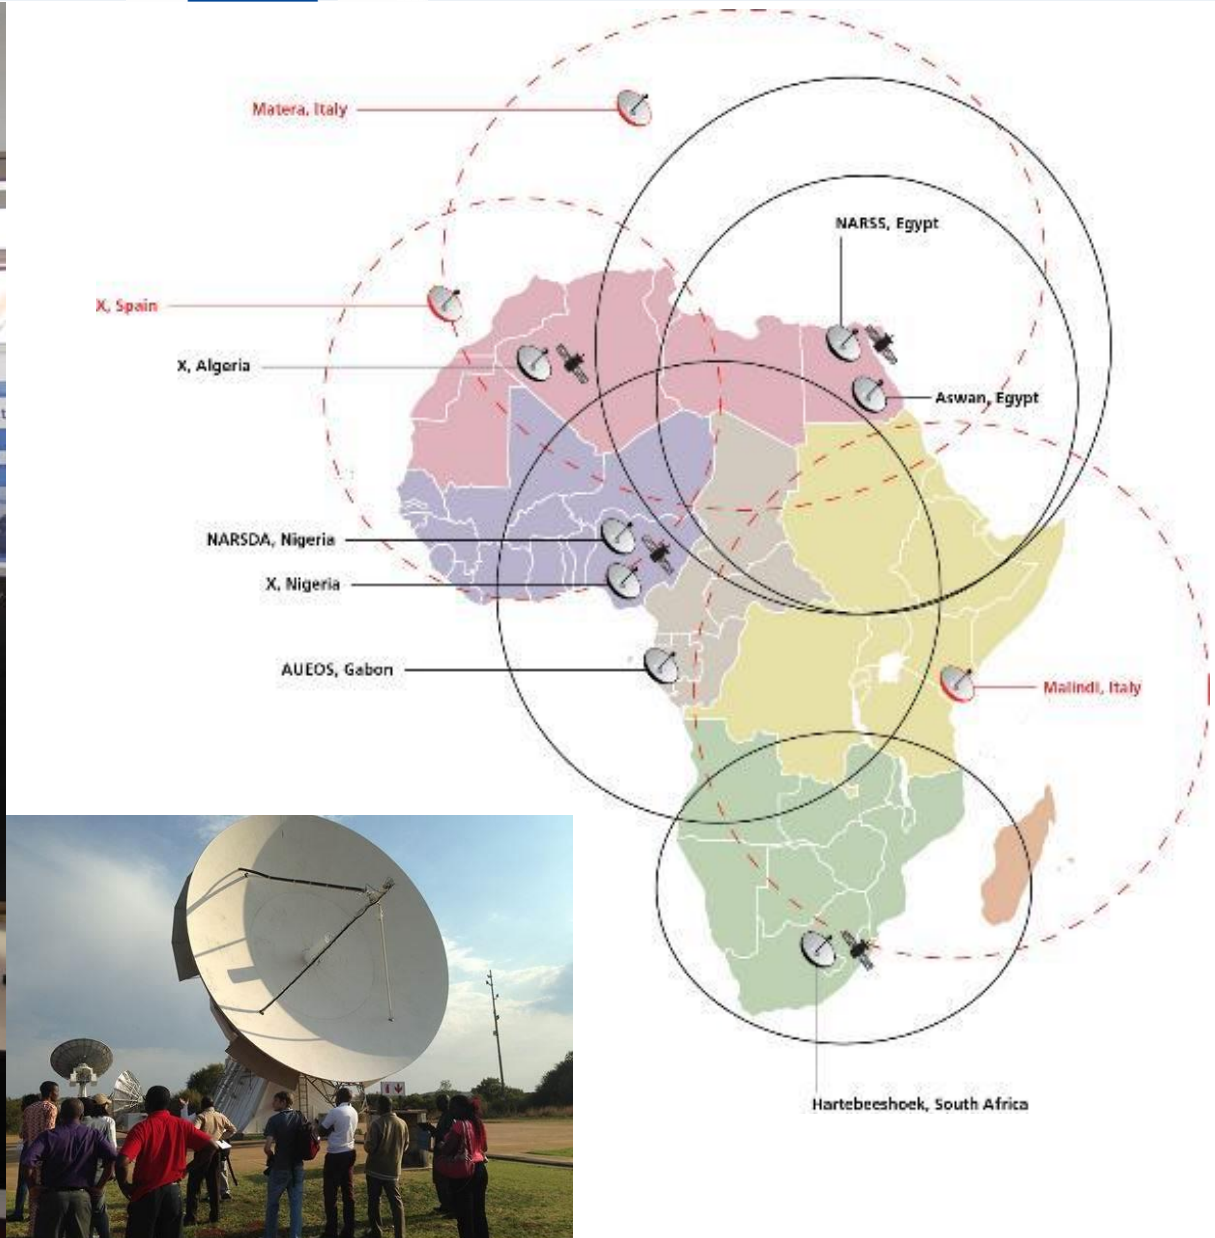 Matera, Italy
NARSS, Egypt
X, Spain
X, Algeria
Aswan, Egypt
NARSDA, Nigeria
X, Nigeria
AUEOS, Gabon
Malindi, Italy
Hartebeeshoek, South Africa